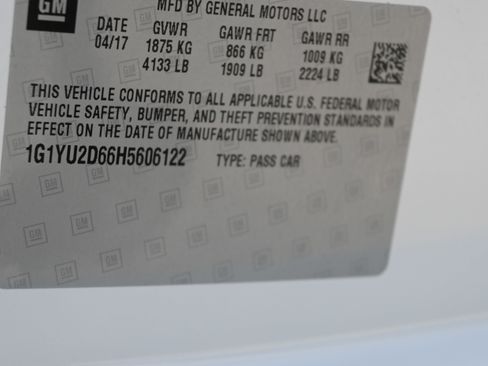 GM
MFD BY GENERAL MOTORS LLC
DATE GVWR GAWR FRT GAWR RR
04/17 1875 KG 866 KG 1009 KG
4133 LB 1909 LB 2224 LB
THIS VEHICLE CONFORMS TO ALL APPLICABLE U.S. FEDERAL MOTOR
VEHICLE SAFETY, BUMPER, AND THEFT PREVENTION STANDARDS IN
EFFECT ON THE DATE OF MANUFACTURE SHOWN ABOVE.
1G1YU2D66H5606122 TYPE: PASS CAR